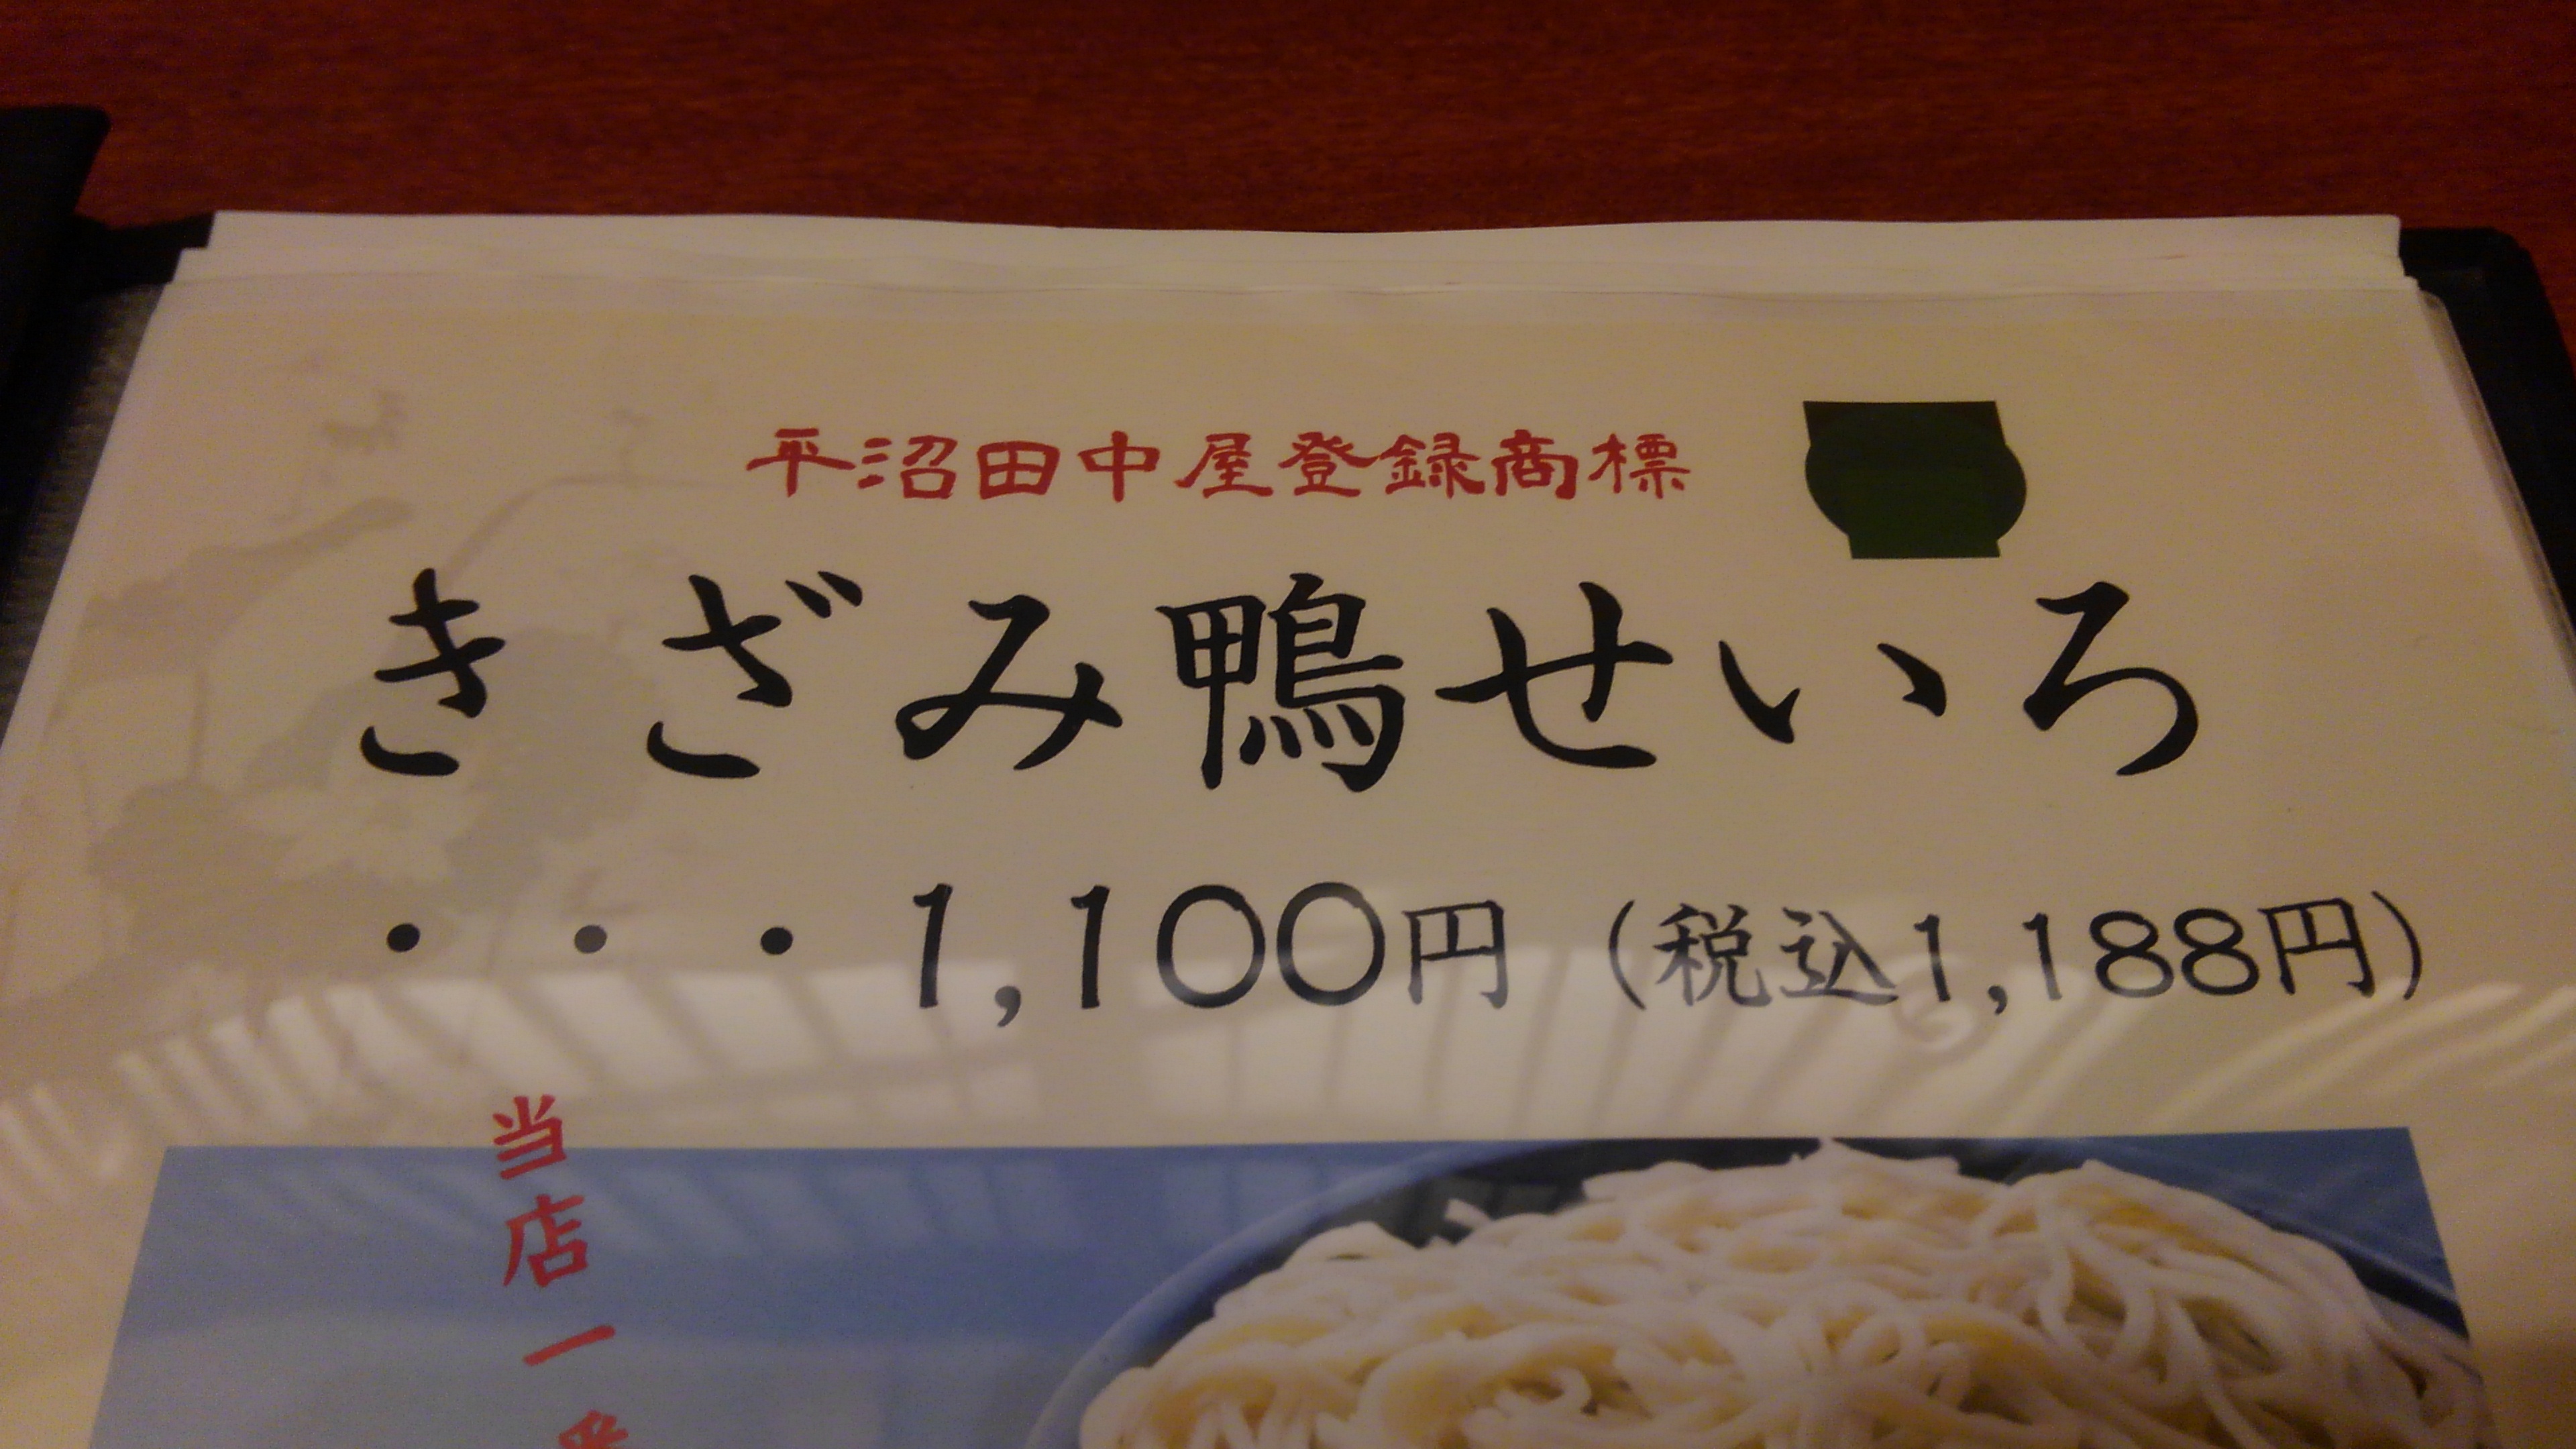 平沼田中屋登録商標
きざみ鴨せいろ
・・・1,100円（税込1,188円）
当店一番